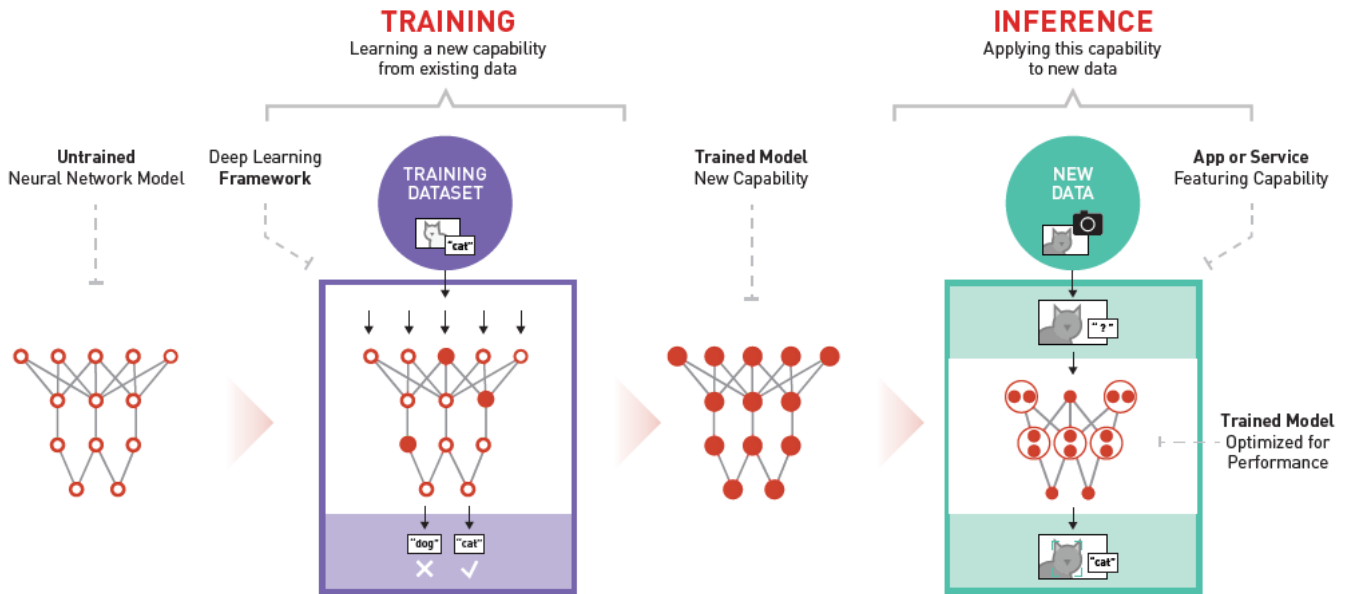 TRAINING
Learning a new capability
from existing data
INFERENCE
Applying this capability
to new data
Untrained
Neural Network Model
Deep Learning
Framework
TRAINING
DATASET
"cat"
Trained Model
New Capability
NEW
DATA
App or Service
Featuring Capability
"?"
Trained Model
Optimized for
Performance
"dog"
"cat"
"cat"